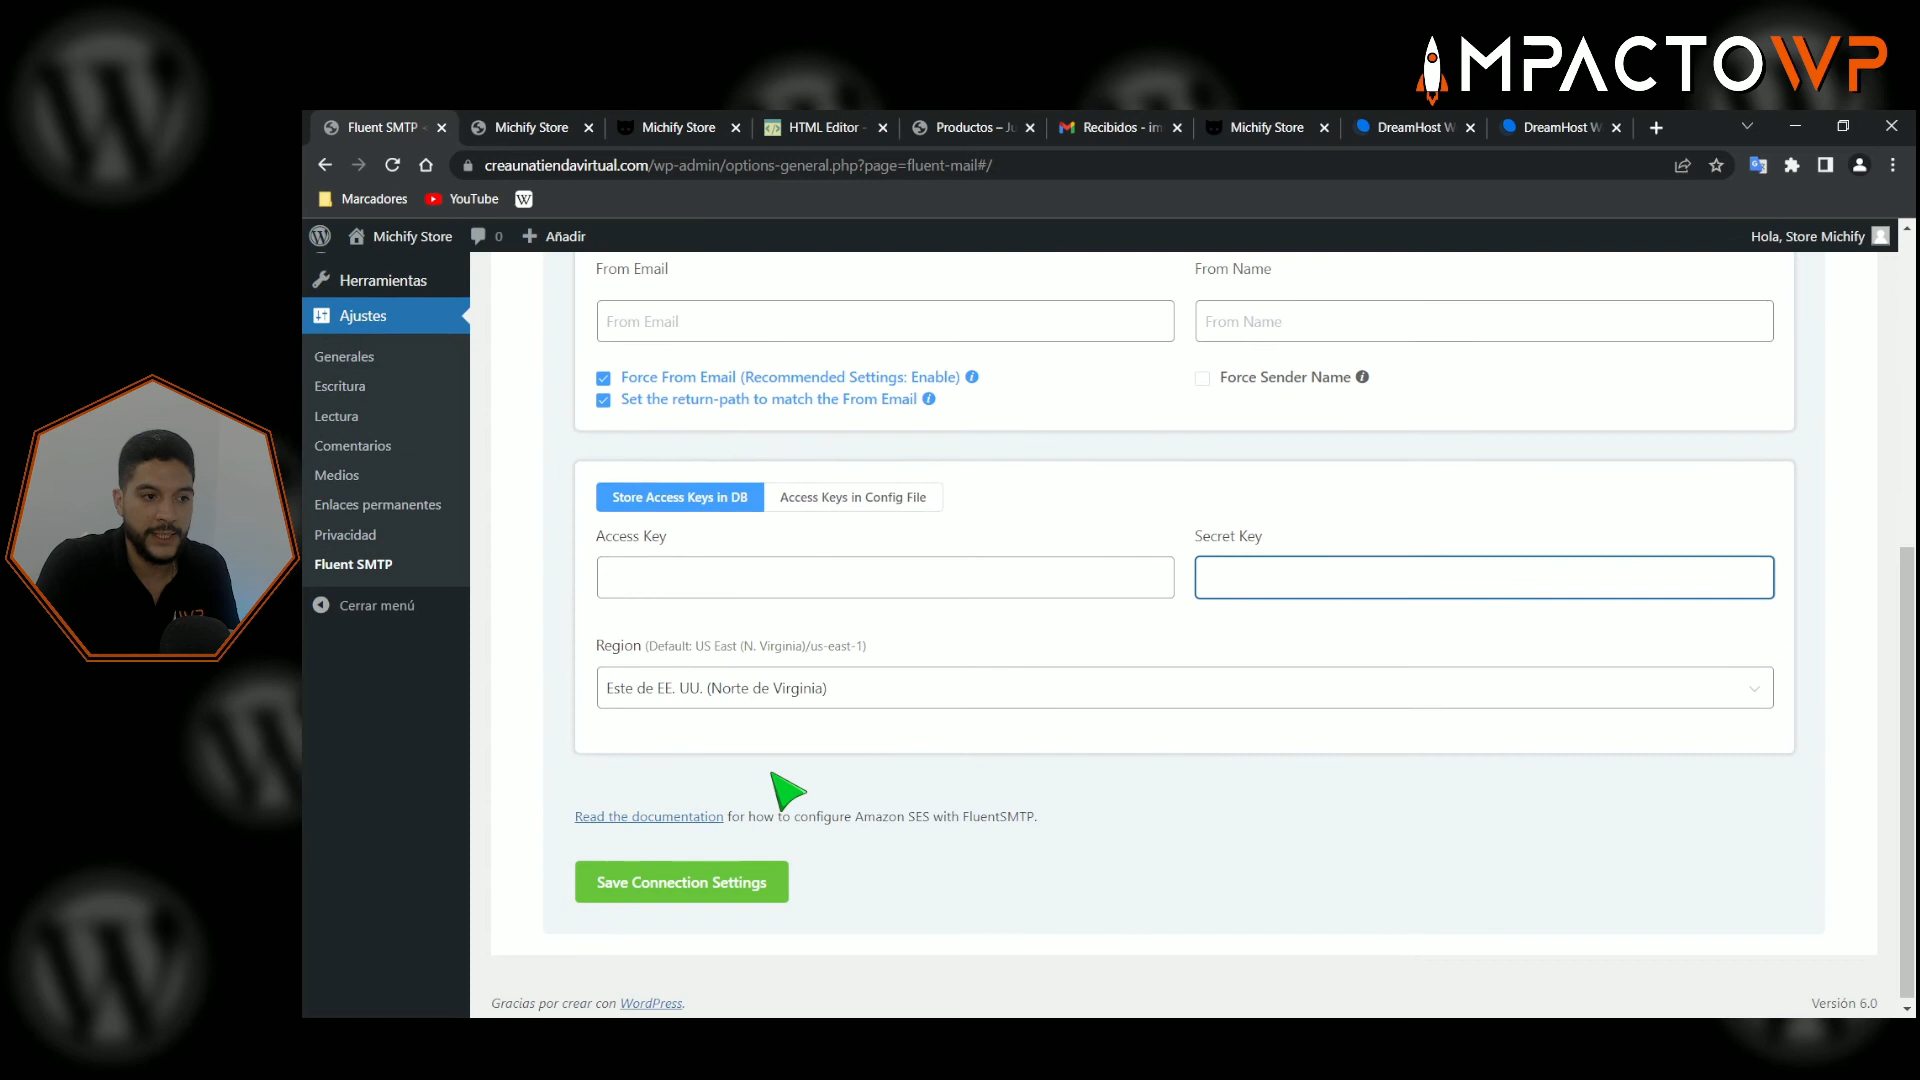 IMPACTOWP
Fluent SMTP
Michify Store
Michify Store
HTML Editor
Productos – Ju
Recibidos - im
Michify Store
DreamHost W
DreamHost W
creaunatiendavirtual.com/wp-admin/options-general.php?page=fluent-mail#/
Marcadores
YouTube
W
Michify Store
0
Añadir
Hola, Store Michify
Herramientas
Ajustes
Generales
Escritura
Lectura
Comentarios
Medios
Enlaces permanentes
Privacidad
Fluent SMTP
Cerrar menú
From Email
From Name
From Email
From Name
Force From Email (Recommended Settings: Enable)
Force Sender Name
Set the return-path to match the From Email
Store Access Keys in DB
Access Keys in Config File
Access Key
Secret Key
Region (Default: US East (N. Virginia)/us-east-1)
Este de EE. UU. (Norte de Virginia)
Read the documentation for how to configure Amazon SES with FluentSMTP.
Save Connection Settings
Gracias por crear con WordPress.
Versión 6.0